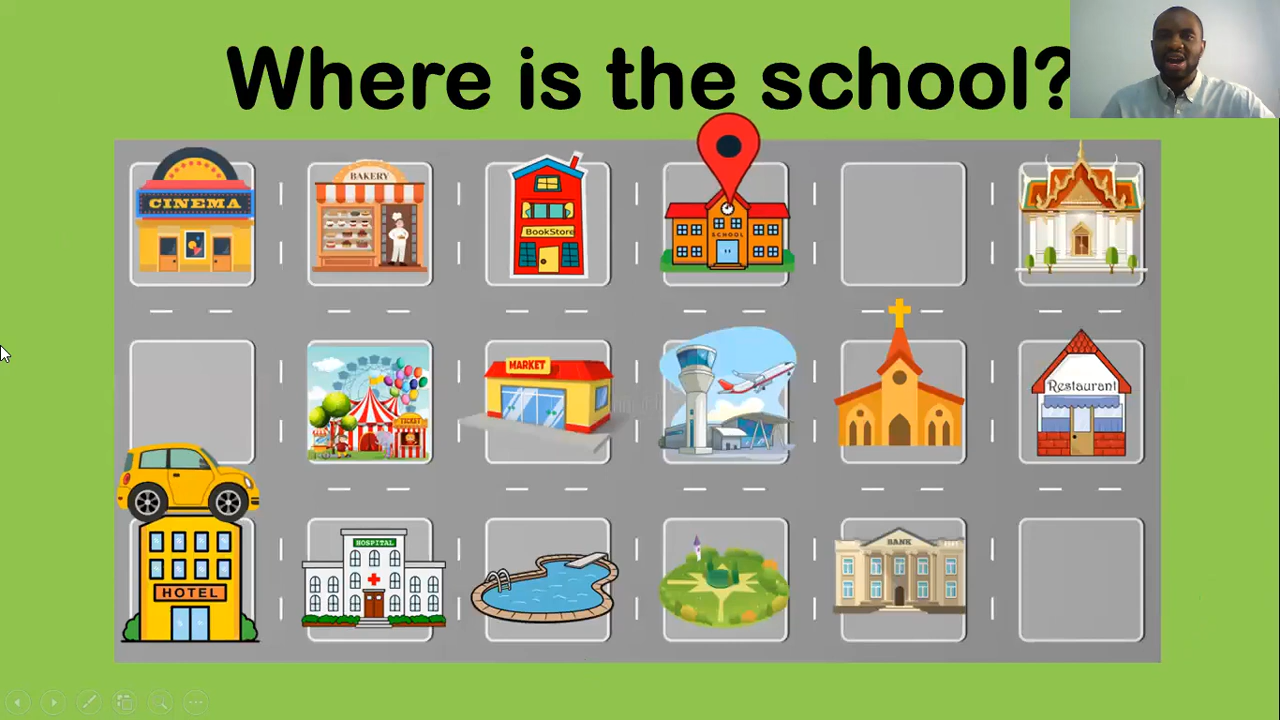 Where is the school?
CINEMA
BAKERY
BookStore
SCHOOL
MARKET
TICKET
Restaurant
HOTEL
HOSPITAL
BANK